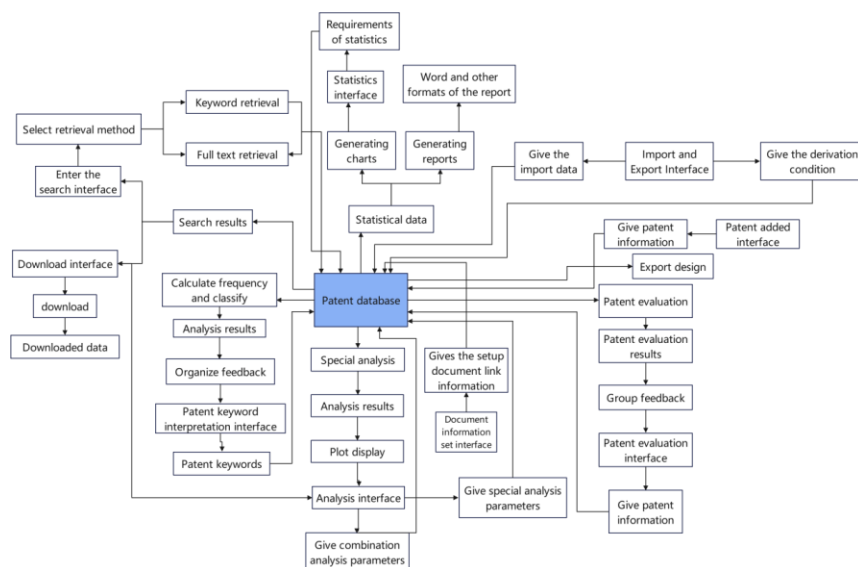 Requirements
of statistics
Statistics
interface
Word and other
formats of the report
Keyword retrieval
Select retrieval method
Full text retrieval
Generating
charts
Generating
reports
Give the
import data
Import and
Export Interface
Give the derivation
condition
Enter the
search interface
Search results
Statistical data
Give patent
information
Patent added
interface
Download interface
Export design
Calculate frequency
and classify
Patent database
Patent evaluation
download
Analysis results
Patent evaluation
results
Downloaded data
Special analysis
Gives the setup
document link
information
Organize feedback
Group feedback
Analysis results
Patent keyword
interpretation interface
Document
information
set interface
Plot display
Patent evaluation
interface
Patent keywords
Analysis interface
Give special analysis
parameters
Give patent
information
Give combination
analysis parameters